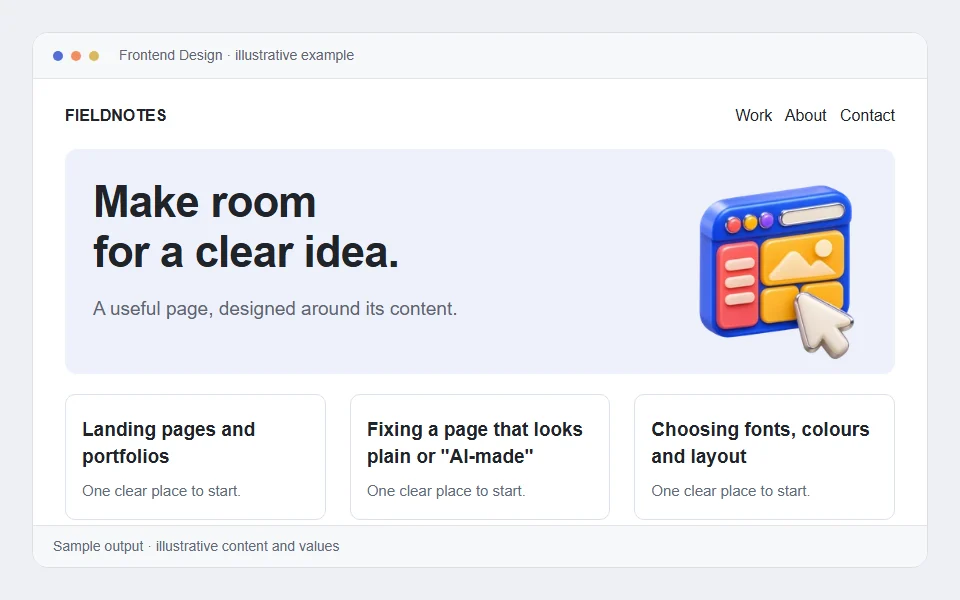 Frontend Design · illustrative example
FIELDNOTES
Work About Contact
Make room
for a clear idea.
A useful page, designed around its content.
Landing pages and
portfolios
One clear place to start.
Fixing a page that looks
plain or "AI-made"
One clear place to start.
Choosing fonts, colours
and layout
One clear place to start.
Sample output · illustrative content and values